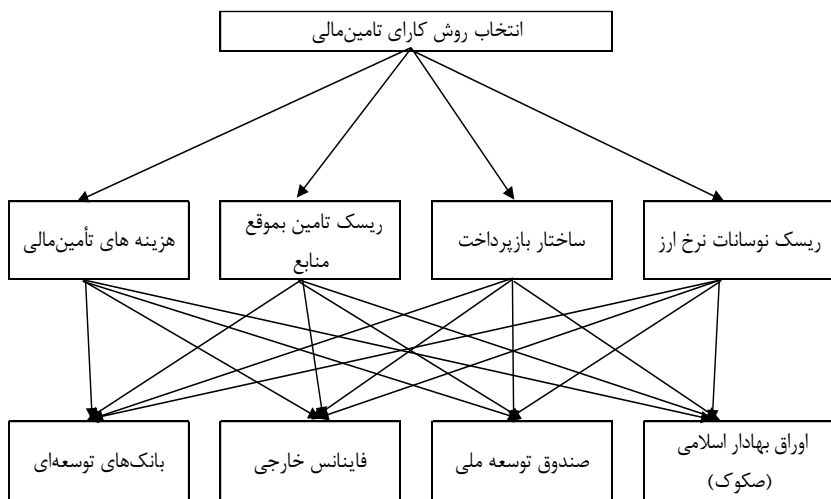 انتخاب روش کارای تامین‌مالی
ریسک نوسانات نرخ ارز
ساختار بازپرداخت
ریسک تامین بموقع
منابع
هزینه های تأمین‌مالی
اوراق بهادار اسلامی
(صکوک)
صندوق توسعه ملی
فاینانس خارجی
بانک‌های توسعه‌ای